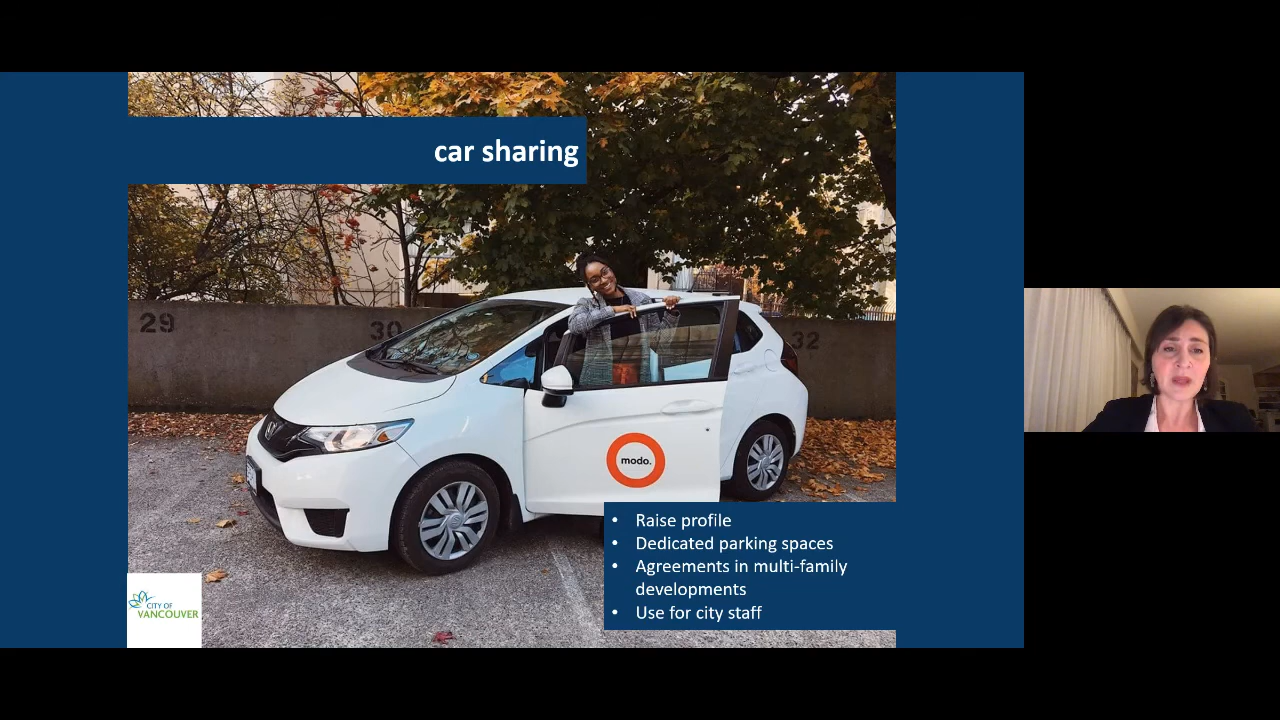 car sharing
29
30
32
modo.
• Raise profile
• Dedicated parking spaces
• Agreements in multi-family
developments
• Use for city staff
CITY OF
VANCOUVER